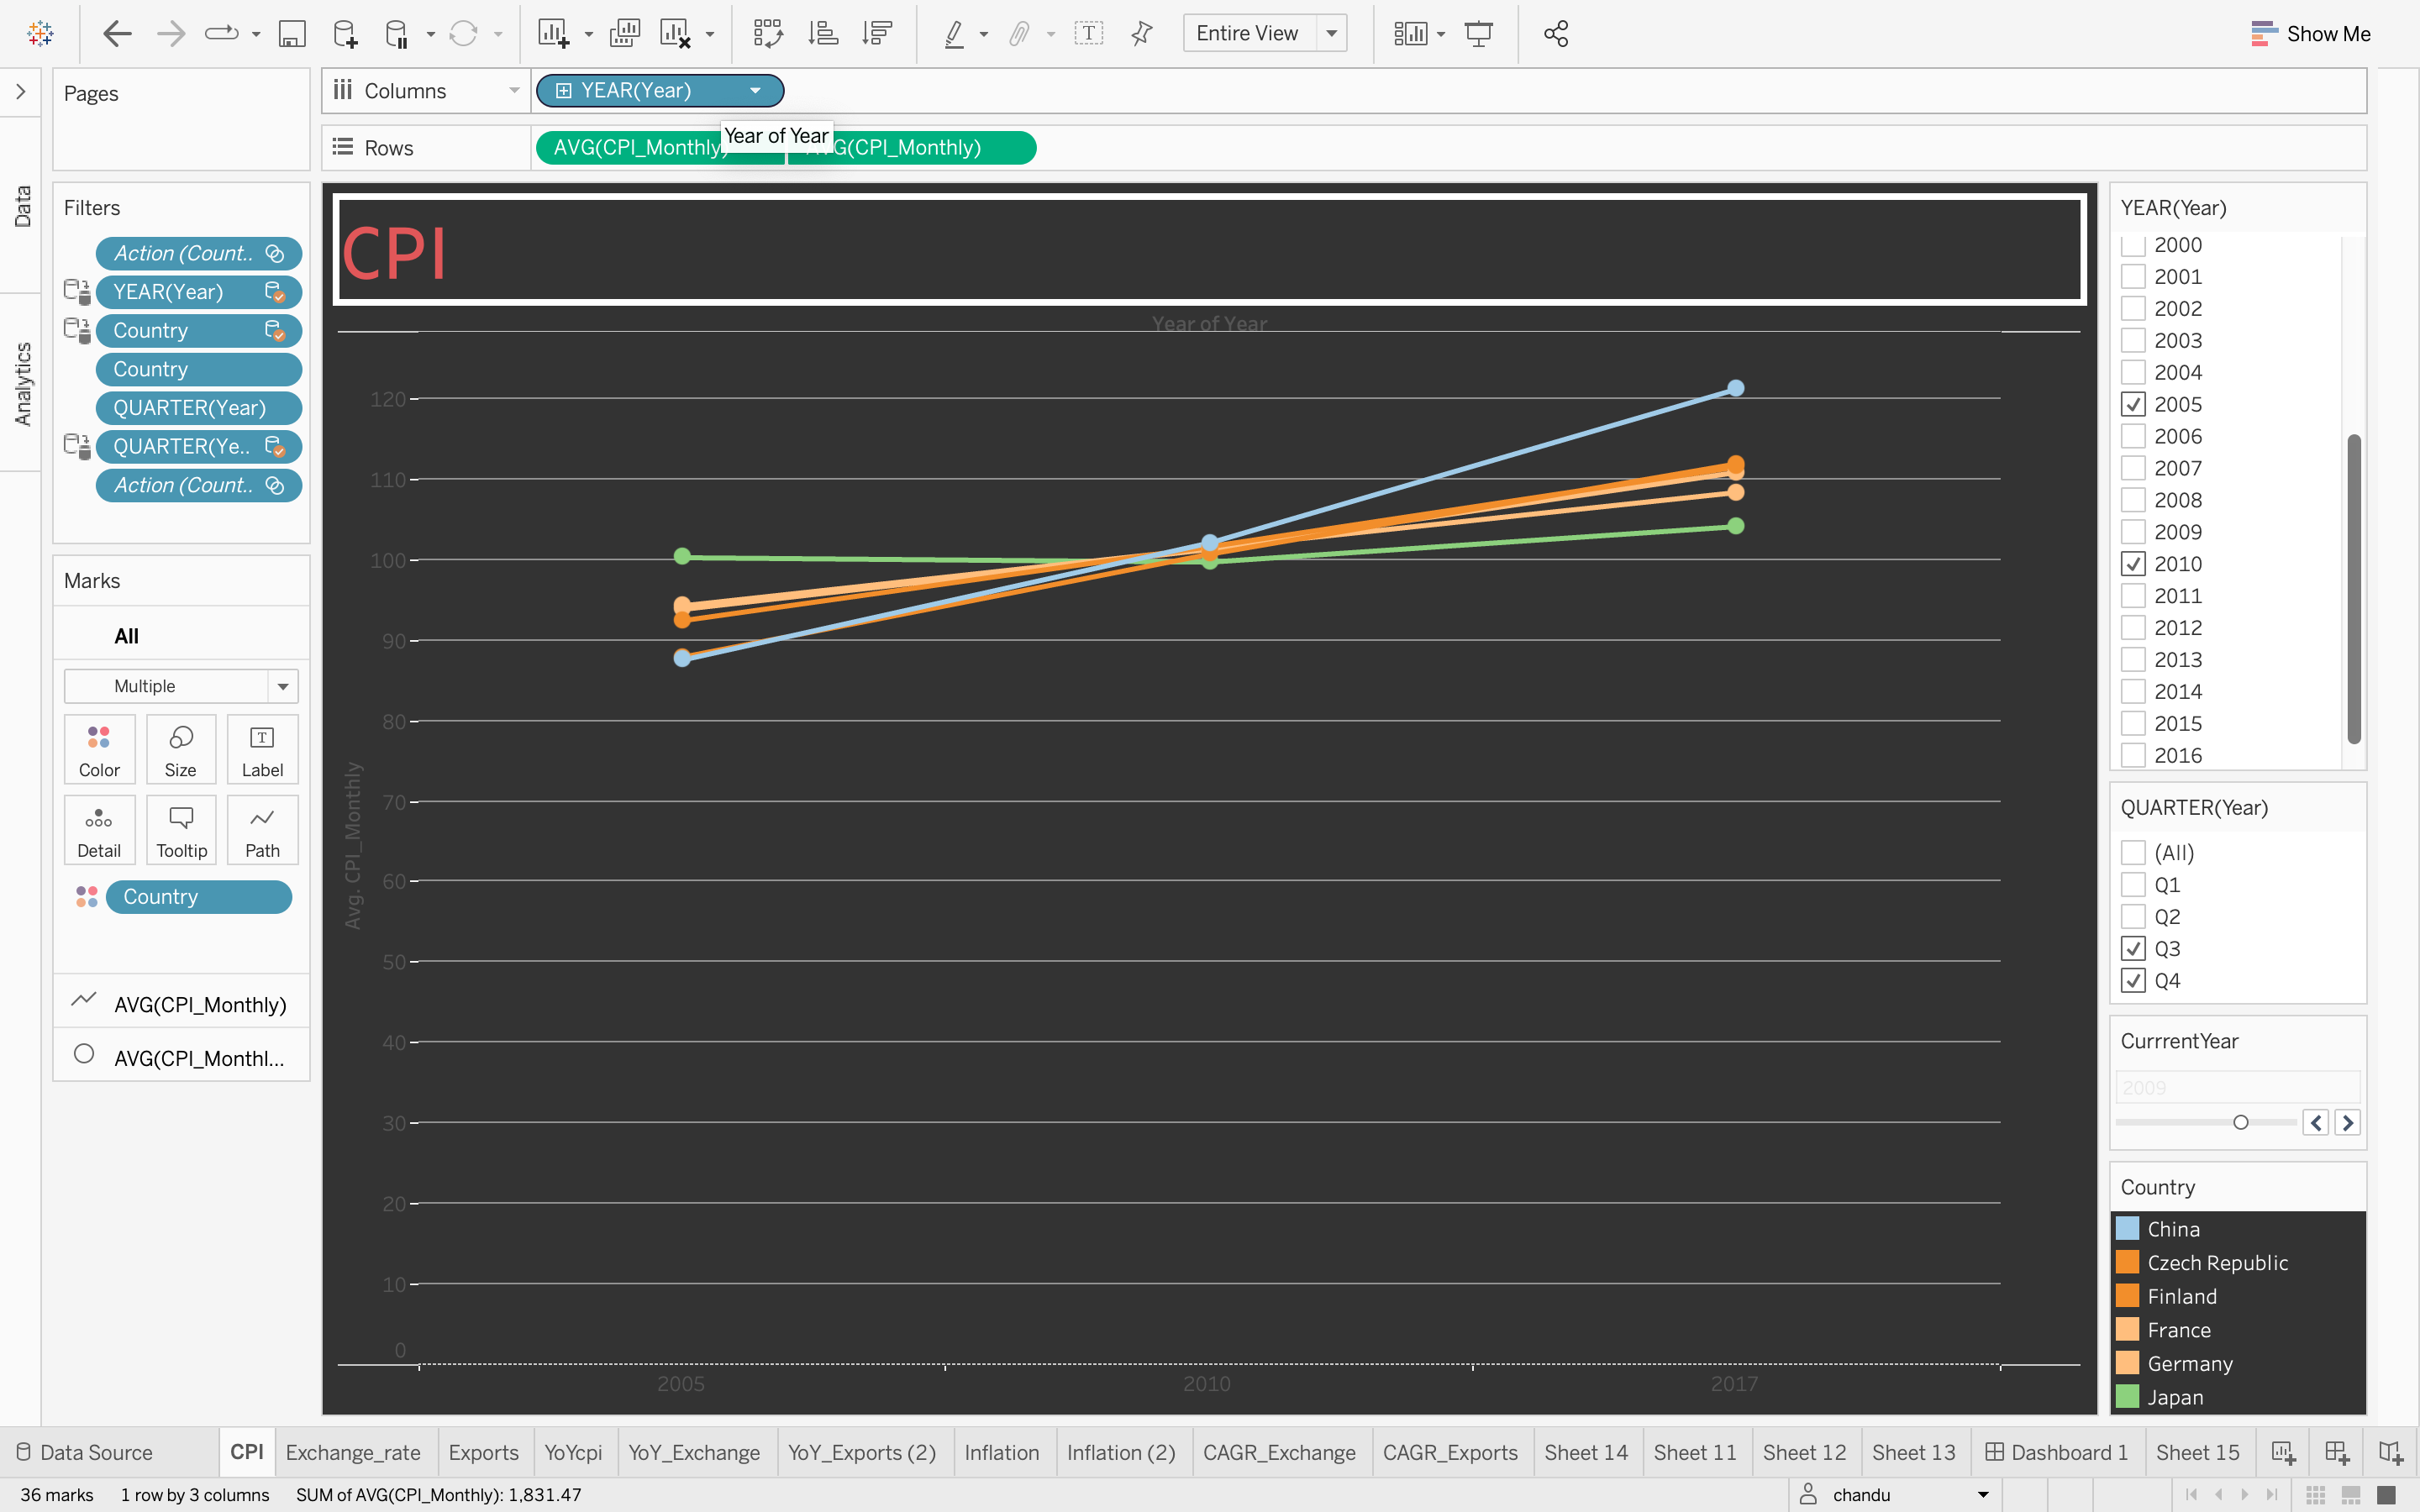 Entire View
Show Me
Data
Analytics
Pages
Columns
YEAR(Year)
Rows
AVG(CPI_Monthly)
G(CPI_Monthly)
Year of Year
Filters
Action (Count..
YEAR(Year)
Country
Country
QUARTER(Year)
QUARTER(Ye..
Action (Count..
Marks
All
Multiple
Color
Size
Label
Detail
Tooltip
Path
Country
AVG(CPI_Monthly)
AVG(CPI_Monthl...
CPI
Year of Year
Avg. CPI_Monthly
120
110
100
90
80
70
60
50
40
30
20
10
0
2005
2010
2017
YEAR(Year)
2000
2001
2002
2003
2004
2005
2006
2007
2008
2009
2010
2011
2012
2013
2014
2015
2016
QUARTER(Year)
(All)
Q1
Q2
Q3
Q4
CurrrentYear
2009
Country
China
Czech Republic
Finland
France
Germany
Japan
Data Source
CPI
Exchange_rate
Exports
YoYcpi
YoY_Exchange
YoY_Exports (2)
Inflation
Inflation (2)
CAGR_Exchange
CAGR_Exports
Sheet 14
Sheet 11
Sheet 12
Sheet 13
Dashboard 1
Sheet 15
36 marks
1 row by 3 columns
SUM of AVG(CPI_Monthly): 1,831.47
chandu